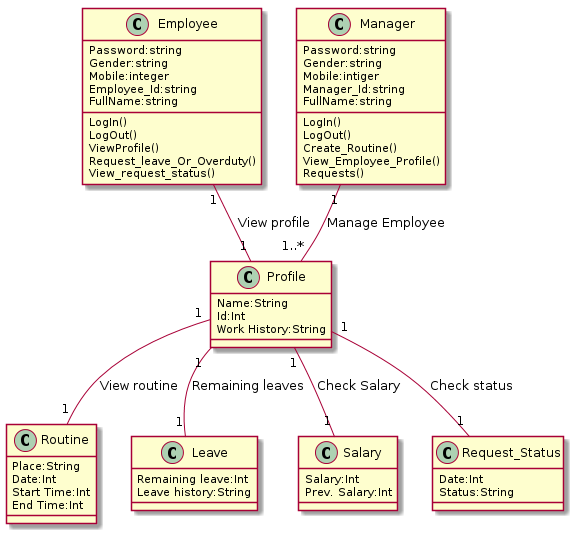 C Employee
Password:string
Gender:string
Mobile:integer
Employee_Id:string
FullName:string
LogIn()
LogOut()
ViewProfile()
Request_leave_Or_Overduty()
View_request_status()
C Manager
Password:string
Gender:string
Mobile:intiger
Manager_Id:string
FullName:string
LogIn()
LogOut()
Create_Routine()
View_Employee_Profile()
Requests()
1
View profile
1
1
Manage Employee
1..*
C Profile
Name:String
Id:Int
Work History:String
1
View routine
1
1
Remaining leaves
1
1
Check Salary
1
1
Check status
1
C Routine
Place:String
Date:Int
Start Time:Int
End Time:Int
C Leave
Remaining leave:Int
Leave history:String
C Salary
Salary:Int
Prev. Salary:Int
C Request_Status
Date:Int
Status:String